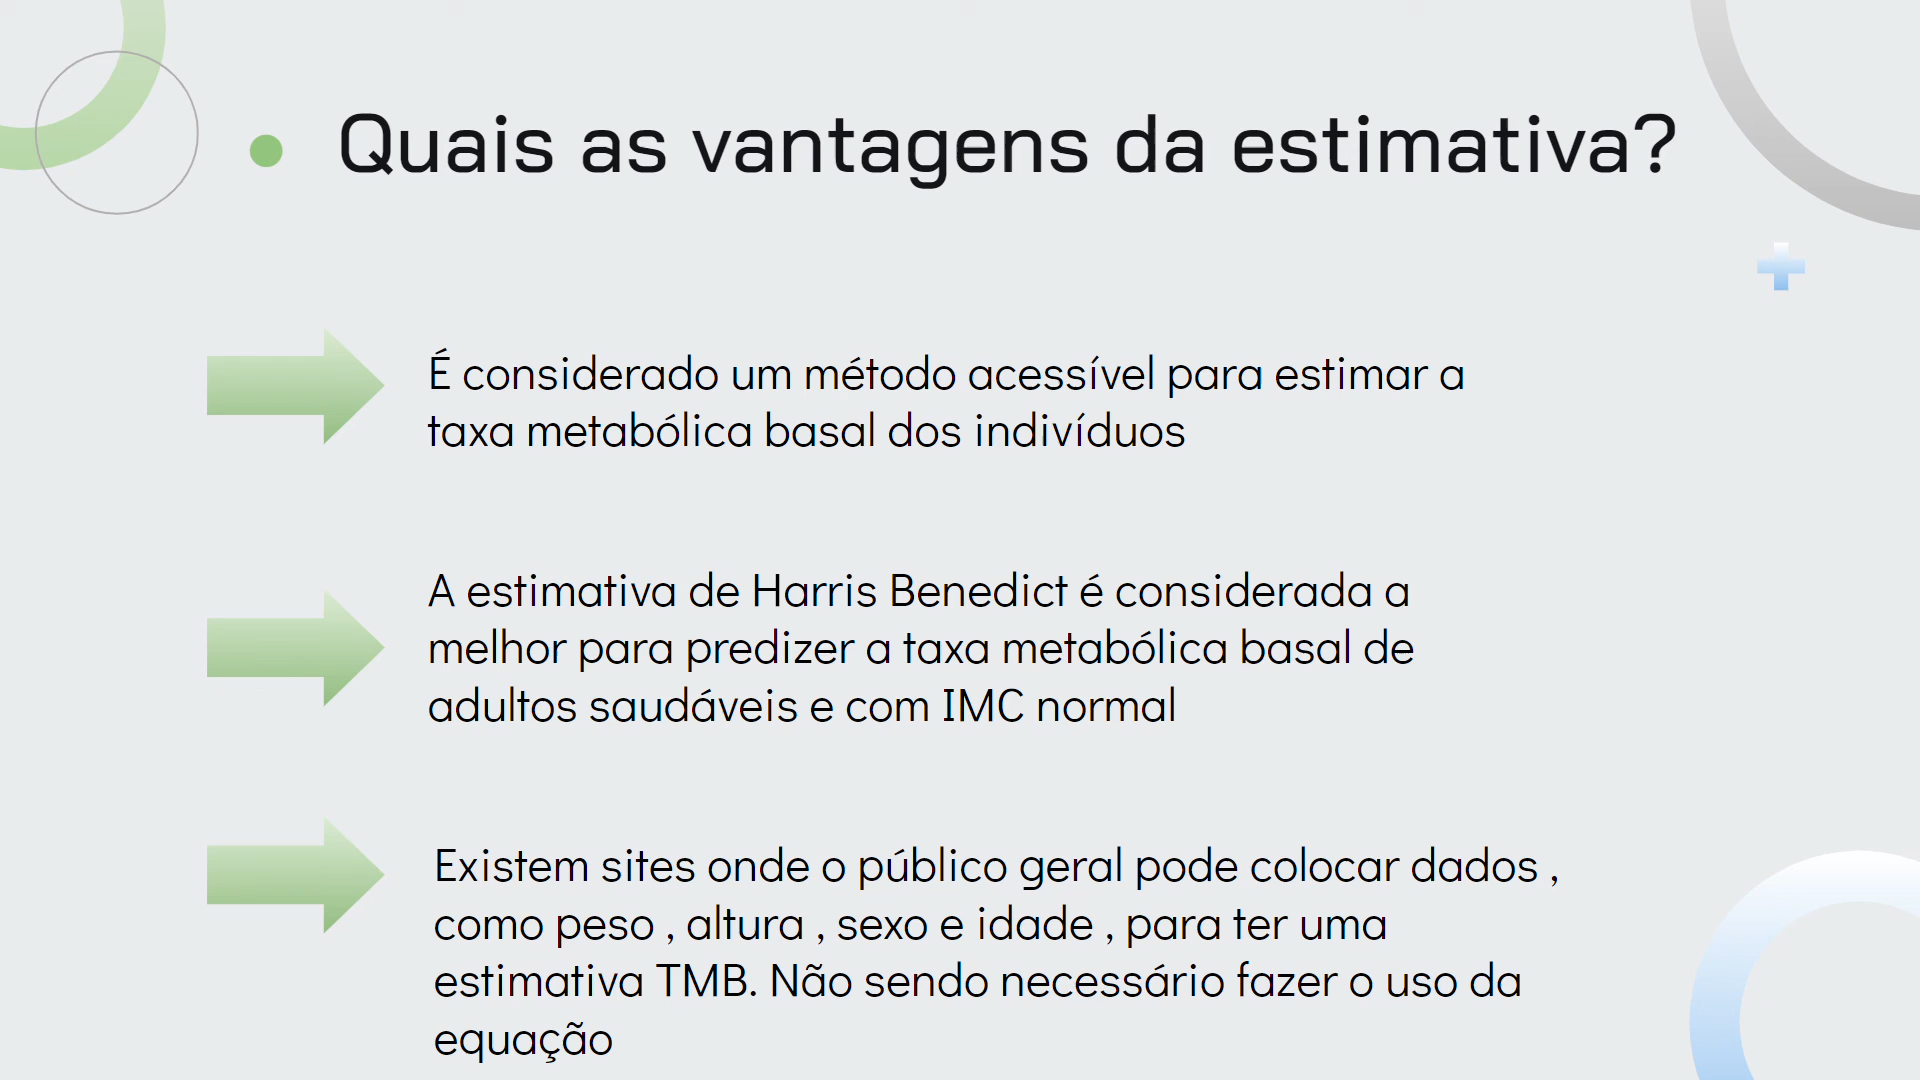 Quais as vantagens da estimativa?
É considerado um método acessível para estimar a
taxa metabólica basal dos indivíduos
A estimativa de Harris Benedict é considerada a
melhor para predizer a taxa metabólica basal de
adultos saudáveis e com IMC normal
Existem sites onde o público geral pode colocar dados ,
como peso , altura , sexo e idade , para ter uma
estimativa TMB. Não sendo necessário fazer o uso da
equação